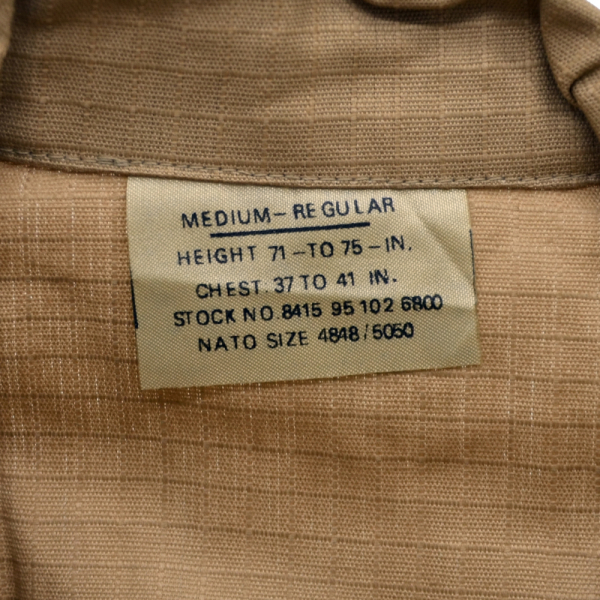 MEDIUM-REGULAR
HEIGHT 71-TO 75-IN.
CHEST. 37 TO 41 IN.
STOCK NO. 8415 95 102 6800
NATO SIZE 4848/5050